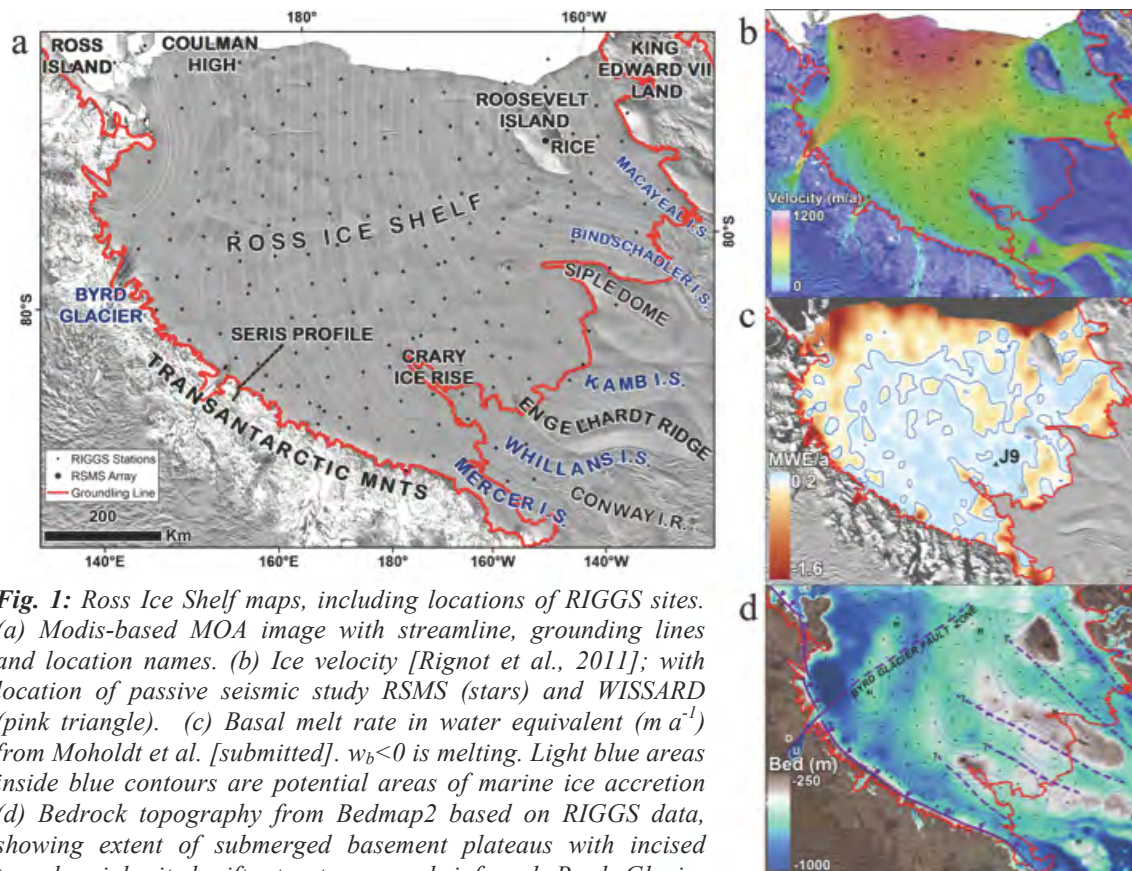 a
180°
160°W
ROSS
ISLAND
COULMAN
HIGH
KING
EDWARD VII
LAND
ROOSEVELT
ISLAND
RICE
MACAYEAL I.S.
ROSS ICE SHELF
BINDSCHADLER I.S.
80°S
SIPLE DOME
BYRD
GLACIER
80°S
SERIS PROFILE
CRARY
ICE RISE
KAMB I.S.
ENGELHARDT RIDGE
TRANSANTARCTIC MNTS
WHILLANS I.S.
MERCER I.S.
CONWAY I.R.
RIGGS Stations
RSMS Array
Grounding Line
200
Km
140°E
160°E
180°
160°W
140°W
b
Velocity (m/a)
1200
0
c
J9
MWE/a
0.2
-1.6
d
BYRD GLACIER FAULT ZONE
D
U
Bed (m)
-250
-1000
Fig. 1: Ross Ice Shelf maps, including locations of RIGGS sites.
(a) Modis-based MOA image with streamline, grounding lines
and location names. (b) Ice velocity [Rignot et al., 2011]; with
location of passive seismic study RSMS (stars) and WISSARD
(pink triangle). (c) Basal melt rate in water equivalent (m a-1)
from Moholdt et al. [submitted]. wb<0 is melting. Light blue areas
inside blue contours are potential areas of marine ice accretion
(d) Bedrock topography from Bedmap2 based on RIGGS data,
showing extent of submerged basement plateaus with incised